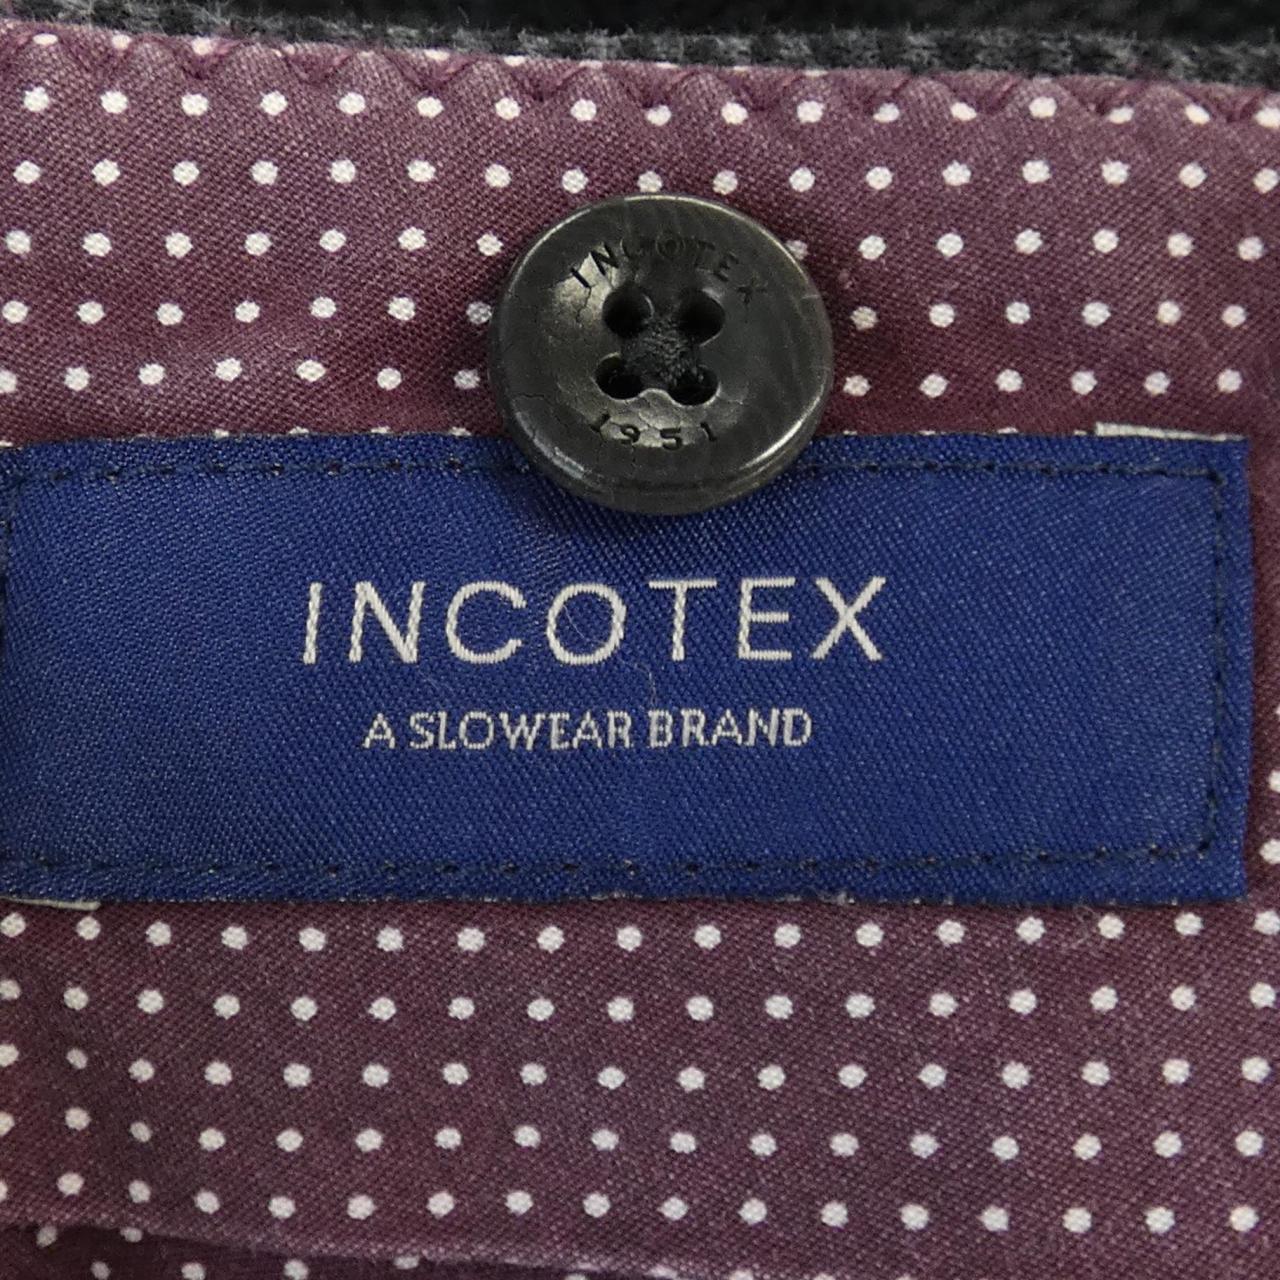 INCOTEX
1951
INCOTEX
A SLOWEAR BRAND